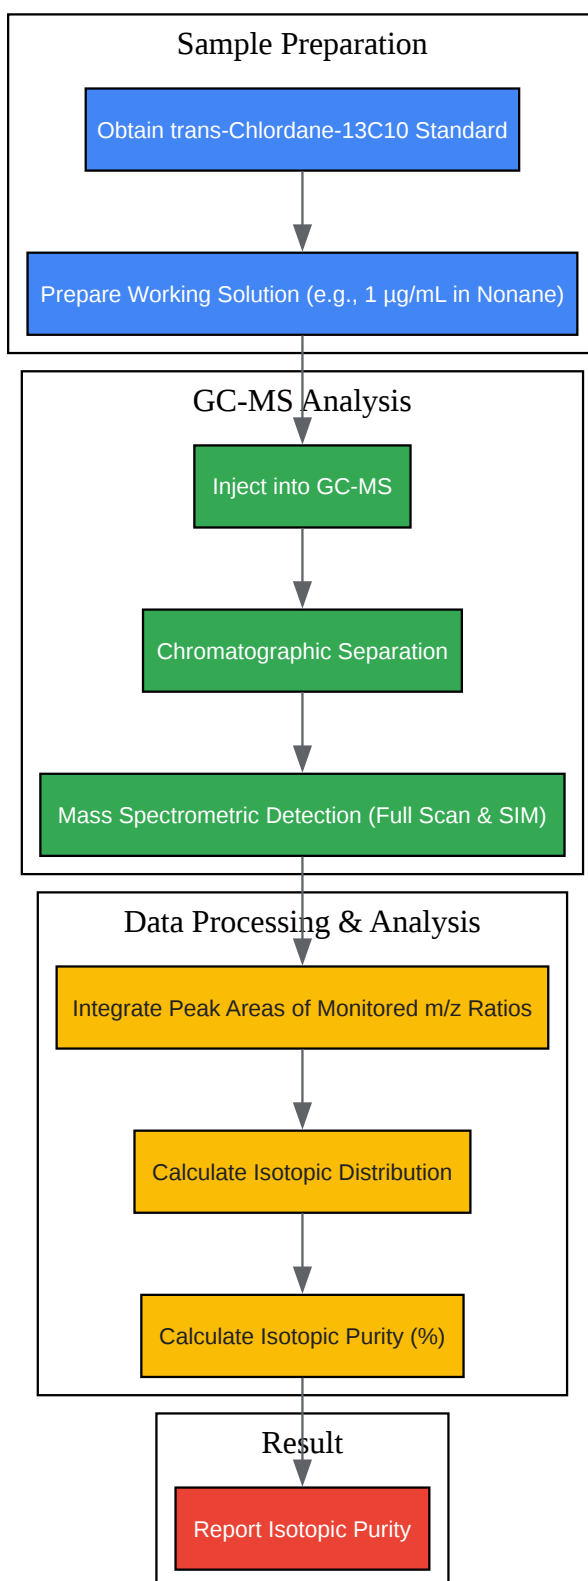 Sample Preparation
Obtain trans-Chlordane-13C10 Standard
Prepare Working Solution (e.g., 1 µg/mL in Nonane)
GC-MS Analysis
Inject into GC-MS
Chromatographic Separation
Mass Spectrometric Detection (Full Scan & SIM)
Data Processing & Analysis
Integrate Peak Areas of Monitored m/z Ratios
Calculate Isotopic Distribution
Calculate Isotopic Purity (%)
Result
Report Isotopic Purity